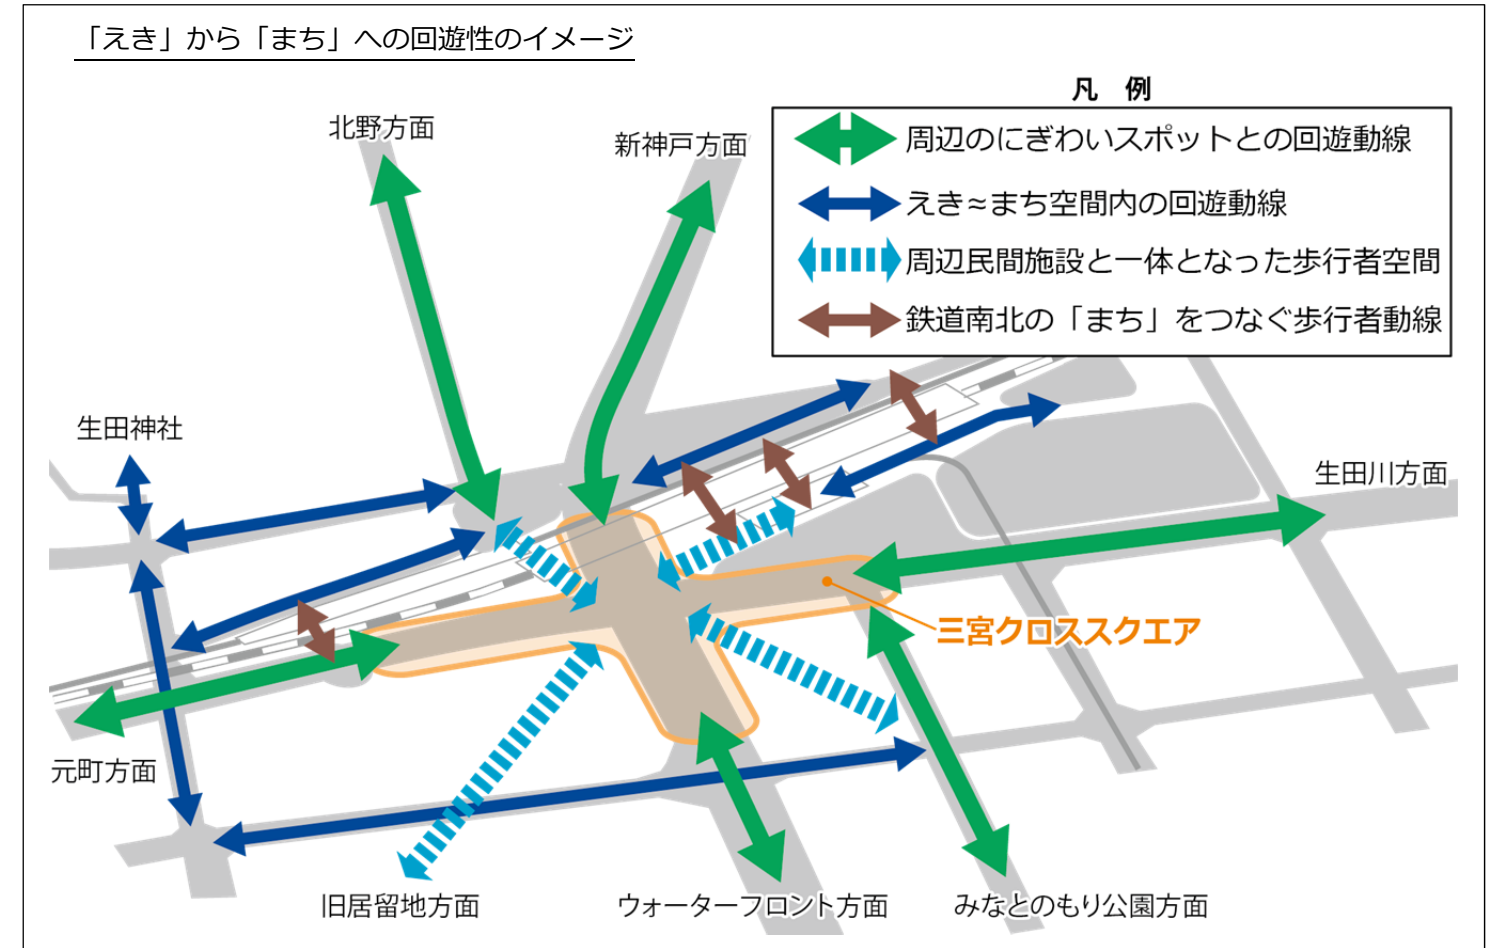 「えき」から「まち」への回遊性のイメージ
凡 例
周辺のにぎわいスポットとの回遊動線
えき≈まち空間内の回遊動線
周辺民間施設と一体となった歩行者空間
鉄道南北の「まち」をつなぐ歩行者動線
北野方面
新神戸方面
生田神社
生田川方面
三宮クロススクエア
元町方面
旧居留地方面
ウォーターフロント方面
みなとのもり公園方面